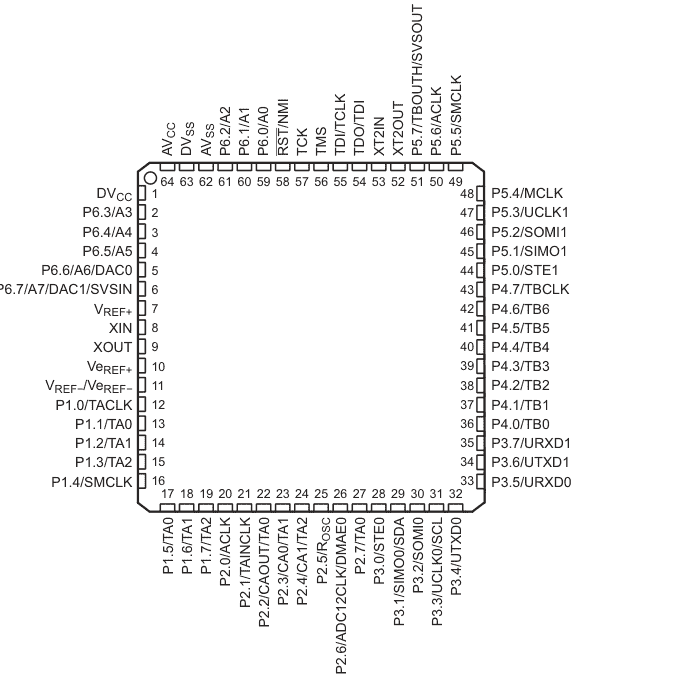 AVCC
DVSS
AVSS
P6.2/A2
P6.1/A1
P6.0/A0
RST/NMI
TCK
TMS
TDI/TCLK
TDO/TDI
XT2IN
XT2OUT
P5.7/TBOUTH/SVSOUT
P5.6/ACLK
P5.5/SMCLK
64 63 62 61 60 59 58 57 56 55 54 53 52 51 50 49
DVCC 1
P6.3/A3 2
P6.4/A4 3
P6.5/A5 4
P6.6/A6/DAC0 5
P6.7/A7/DAC1/SVSIN 6
VREF+ 7
XIN 8
XOUT 9
VeREF+ 10
VREF−/VeREF− 11
P1.0/TACLK 12
P1.1/TA0 13
P1.2/TA1 14
P1.3/TA2 15
P1.4/SMCLK 16
48 P5.4/MCLK
47 P5.3/UCLK1
46 P5.2/SOMI1
45 P5.1/SIMO1
44 P5.0/STE1
43 P4.7/TBCLK
42 P4.6/TB6
41 P4.5/TB5
40 P4.4/TB4
39 P4.3/TB3
38 P4.2/TB2
37 P4.1/TB1
36 P4.0/TB0
35 P3.7/URXD1
34 P3.6/UTXD1
33 P3.5/URXD0
17 18 19 20 21 22 23 24 25 26 27 28 29 30 31 32
P1.5/TA0
P1.6/TA1
P1.7/TA2
P2.0/ACLK
P2.1/TAINCLK
P2.2/CAOUT/TA0
P2.3/CA0/TA1
P2.4/CA1/TA2
P2.5/ROSC
P2.6/ADC12CLK/DMAE0
P2.7/TA0
P3.0/STE0
P3.1/SIMO0/SDA
P3.2/SOMI0
P3.3/UCLK0/SCL
P3.4/UTXD0